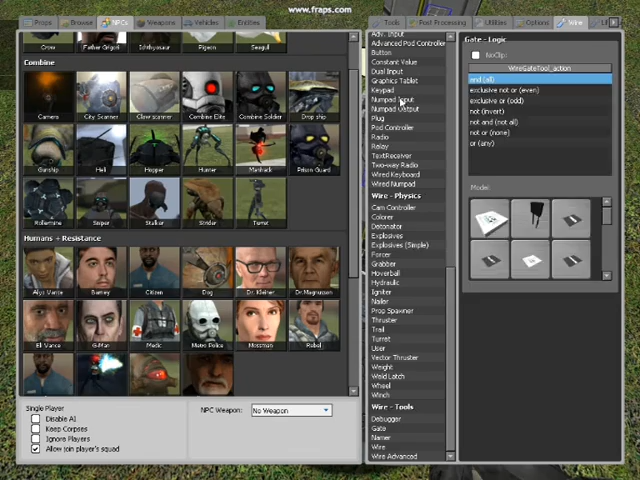 www.fraps.com
Props
Browse
NPCs
Weapons
Vehicles
Entities
Crow
Father Grigori
Ichthyosaur
Pigeon
Seagull
Combine
Camera
City Scanner
Claw scanner
Combine Elite
Combine Soldier
Drop ship
Gunship
Heli
Hopper
Hunter
Manhack
Prison Guard
Rollermine
Sniper
Stalker
Strider
Turret
Humans + Resistance
Alyx Vance
Barney
Citizen
Dog
Dr. Kleiner
Dr. Magnusson
Eli Vance
G-Man
Medic
Metro Police
Mossman
Rebel
Single Player
Disable AI
Keep Corpses
Ignore Players
Allow join player's squad
NPC Weapon:
No Weapon
Tools
Post Processing
Utilities
Options
Wire
Adv. Input
Advanced Pod Controller
Button
Constant Value
Dual Input
Graphics Tablet
Keypad
Numpad Input
Numpad Output
Plug
Pod Controller
Radio
Relay
TextReceiver
Two-way Radio
Wired Keyboard
Wired Numpad
Wire - Physics
Cam Controller
Colorer
Detonator
Explosives
Explosives (Simple)
Forcer
Grabber
Hoverball
Hydraulic
Igniter
Nailer
Prop Spawner
Thruster
Trail
Turret
User
Vector Thruster
Weight
Weld Latch
Wheel
Winch
Wire - Tools
Debugger
Gate
Namer
Wire
Wire Advanced
Gate - Logic
NoClip:
WireGateTool_action
and (all)
exclusive not or (even)
exclusive or (odd)
not (invert)
not and (not all)
not or (none)
or (any)
Model: